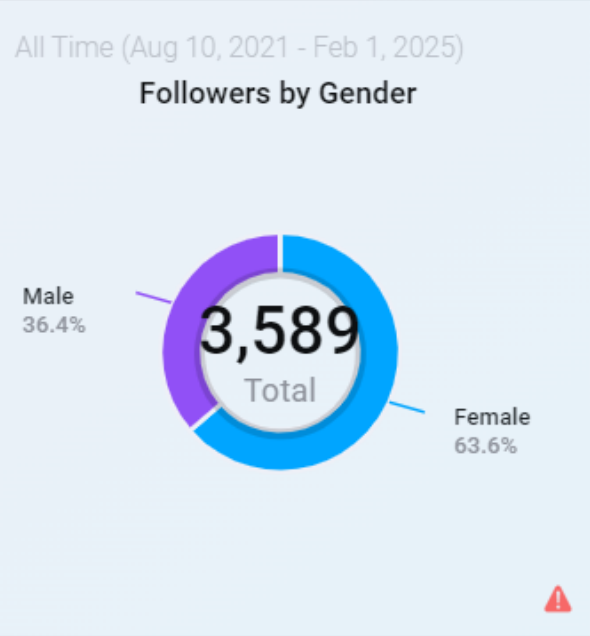 All Time (Aug 10, 2021 - Feb 1, 2025)
Followers by Gender
Male
36.4%
3,589
Total
Female
63.6%